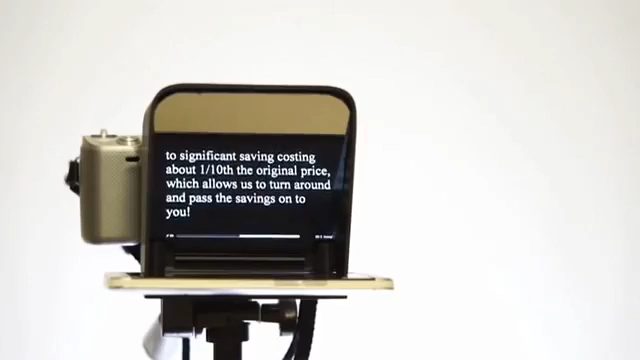 to significant saving costing
about 1/10th the original price,
which allows us to turn around
and pass the savings on to
you!